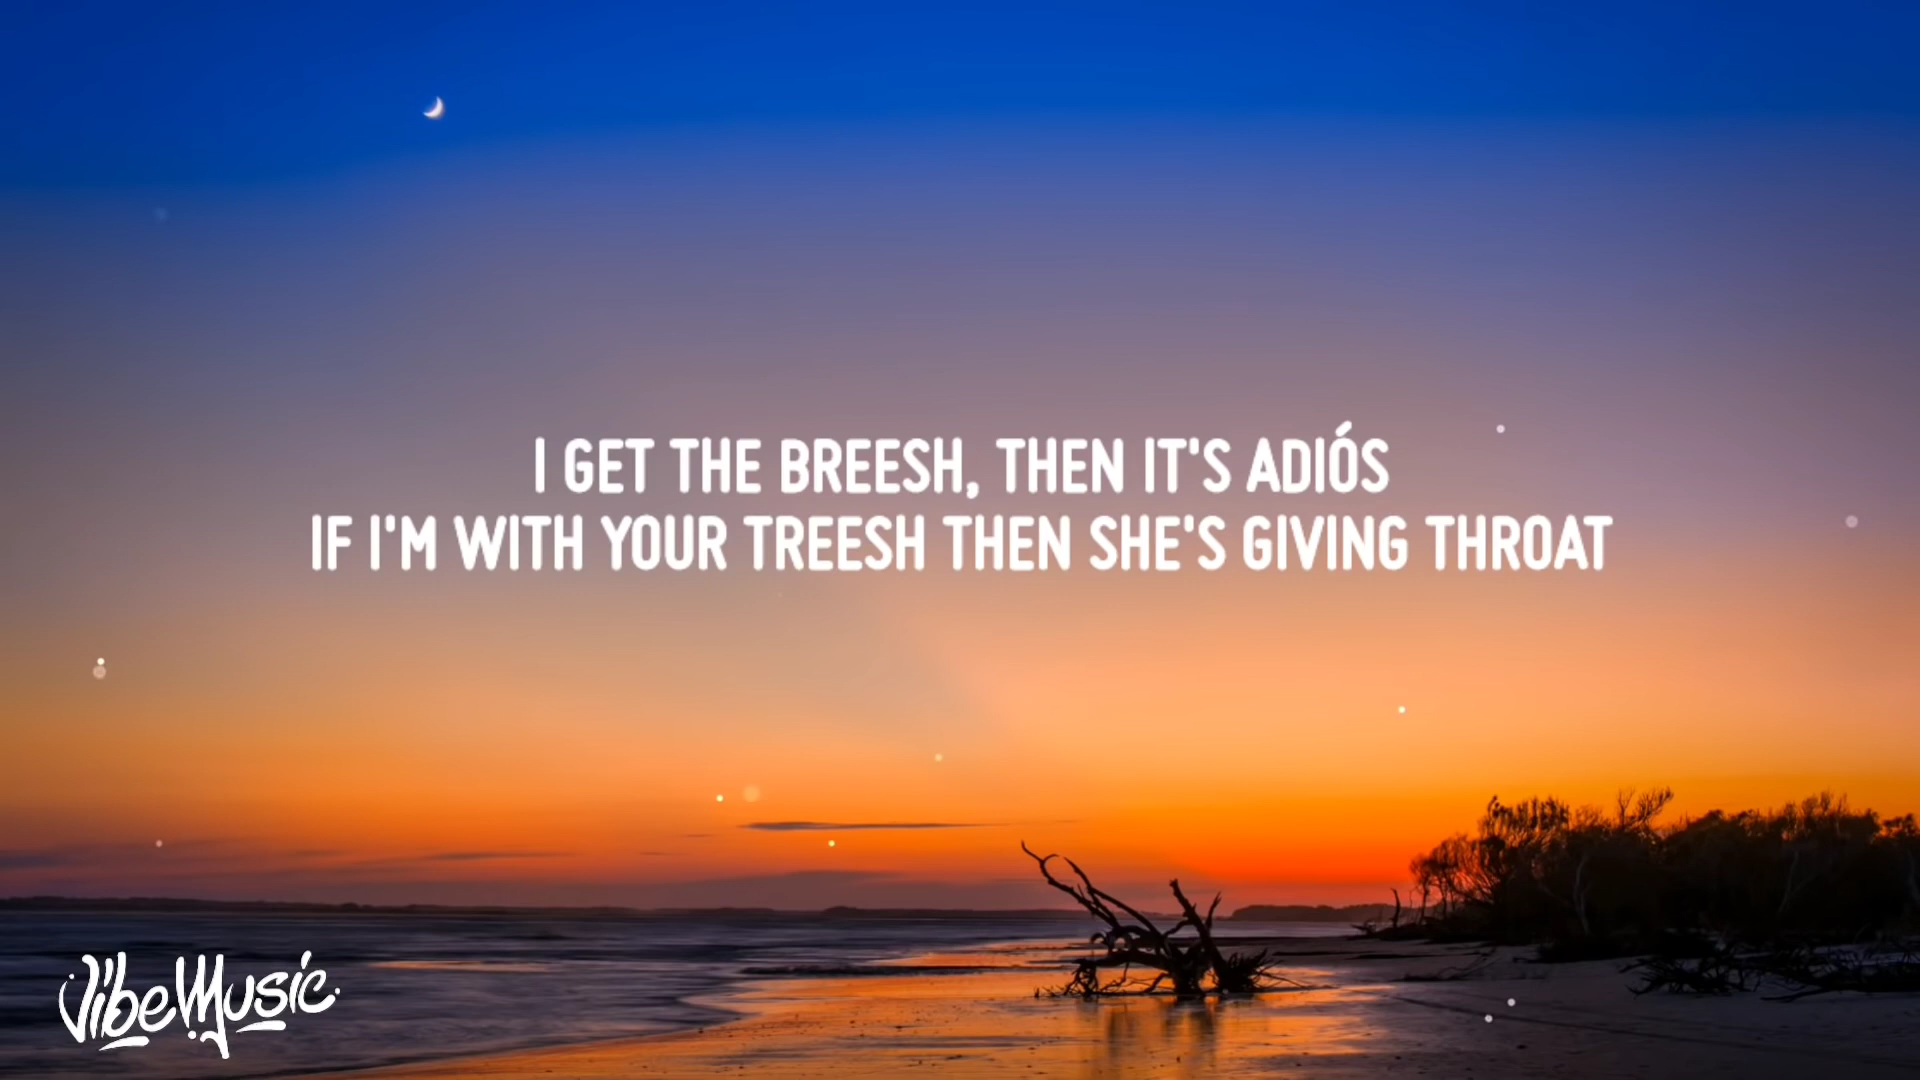 I GET THE BREESH, THEN IT'S ADIÓS
IF I'M WITH YOUR TREESH THEN SHE'S GIVING THROAT
VibeMusic.